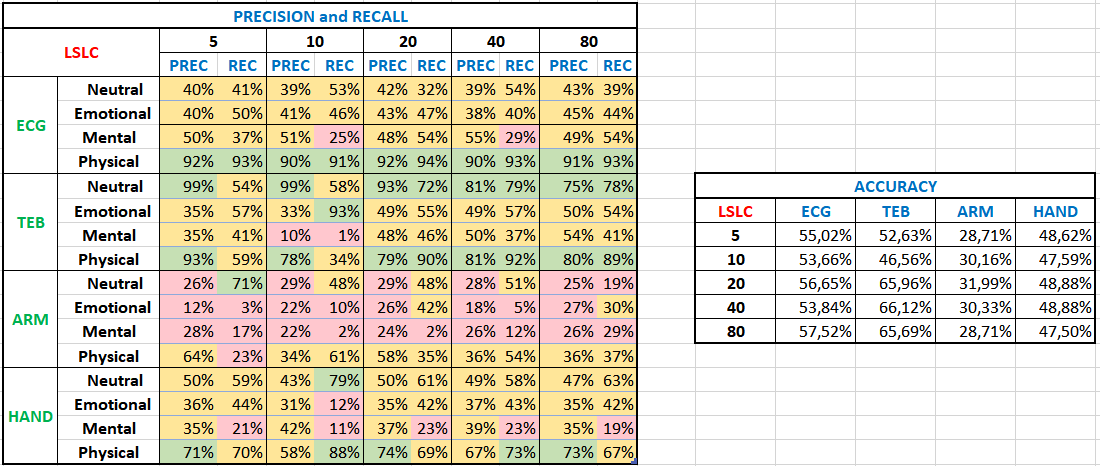 PRECISION and RECALL
LSLC 5 10 20 40 80
PREC REC PREC REC PREC REC PREC REC PREC REC
ECG Neutral 40% 41% 39% 53% 42% 32% 39% 54% 43% 39%
Emotional 40% 50% 41% 46% 43% 47% 38% 40% 45% 44%
Mental 50% 37% 51% 25% 48% 54% 55% 29% 49% 54%
Physical 92% 93% 90% 91% 92% 94% 90% 93% 91% 93%
TEB Neutral 99% 54% 99% 58% 93% 72% 81% 79% 75% 78%
Emotional 35% 57% 33% 93% 49% 55% 49% 57% 50% 54%
Mental 35% 41% 10% 1% 48% 46% 50% 37% 54% 41%
Physical 93% 59% 78% 34% 79% 90% 81% 92% 80% 89%
ARM Neutral 26% 71% 29% 48% 29% 48% 28% 51% 25% 19%
Emotional 12% 3% 22% 10% 26% 42% 18% 5% 27% 30%
Mental 28% 17% 22% 2% 24% 2% 26% 12% 26% 29%
Physical 64% 23% 34% 61% 58% 35% 36% 54% 36% 37%
HAND Neutral 50% 59% 43% 79% 50% 61% 49% 58% 47% 63%
Emotional 36% 44% 31% 12% 35% 42% 37% 43% 35% 42%
Mental 35% 21% 42% 11% 37% 23% 39% 23% 35% 19%
Physical 71% 70% 58% 88% 74% 69% 67% 73% 73% 67%
ACCURACY
LSLC ECG TEB ARM HAND
5 55,02% 52,63% 28,71% 48,62%
10 53,66% 46,56% 30,16% 47,59%
20 56,65% 65,96% 31,99% 48,88%
40 53,84% 66,12% 30,33% 48,88%
80 57,52% 65,69% 28,71% 47,50%